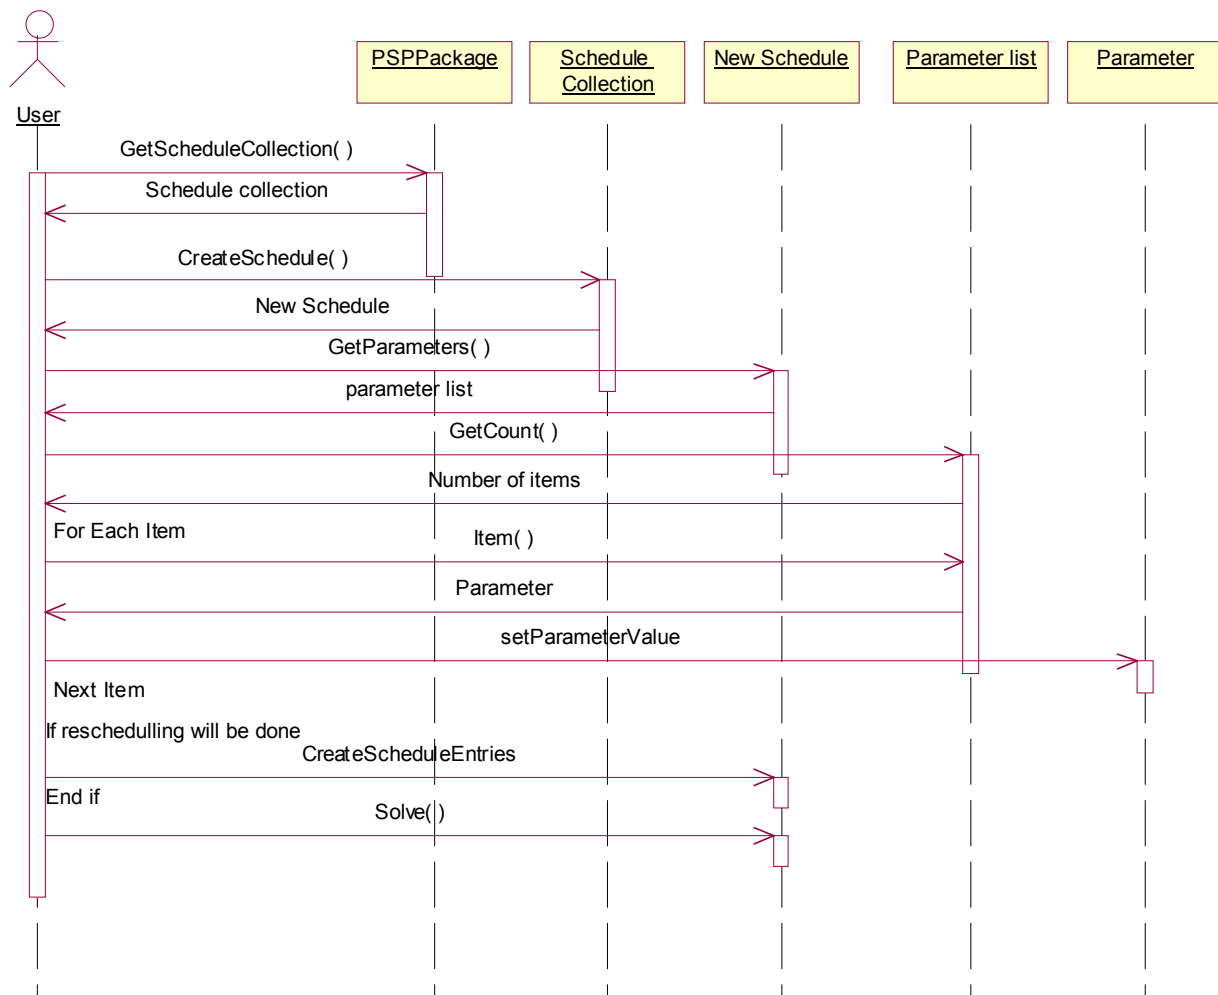 User
PSPPackage
Schedule
Collection
New Schedule
Parameter list
Parameter
GetScheduleCollection( )
Schedule collection
CreateSchedule( )
New Schedule
GetParameters( )
parameter list
GetCount( )
Number of items
For Each Item
Item( )
Parameter
setParameterValue
Next Item
If reschedulling will be done
CreateScheduleEntries
End if
Solve( )